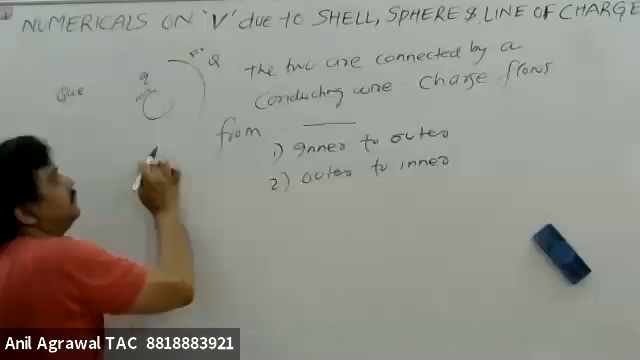 NUMERICALS ON 'V' due to SHELL, SPHERE & LINE OF CHARGE
Que
q
Q
the two are connected by a
conducting wire charge flows
from ______
1) inner to outer
2) outer to inner
Anil Agrawal TAC 8818883921